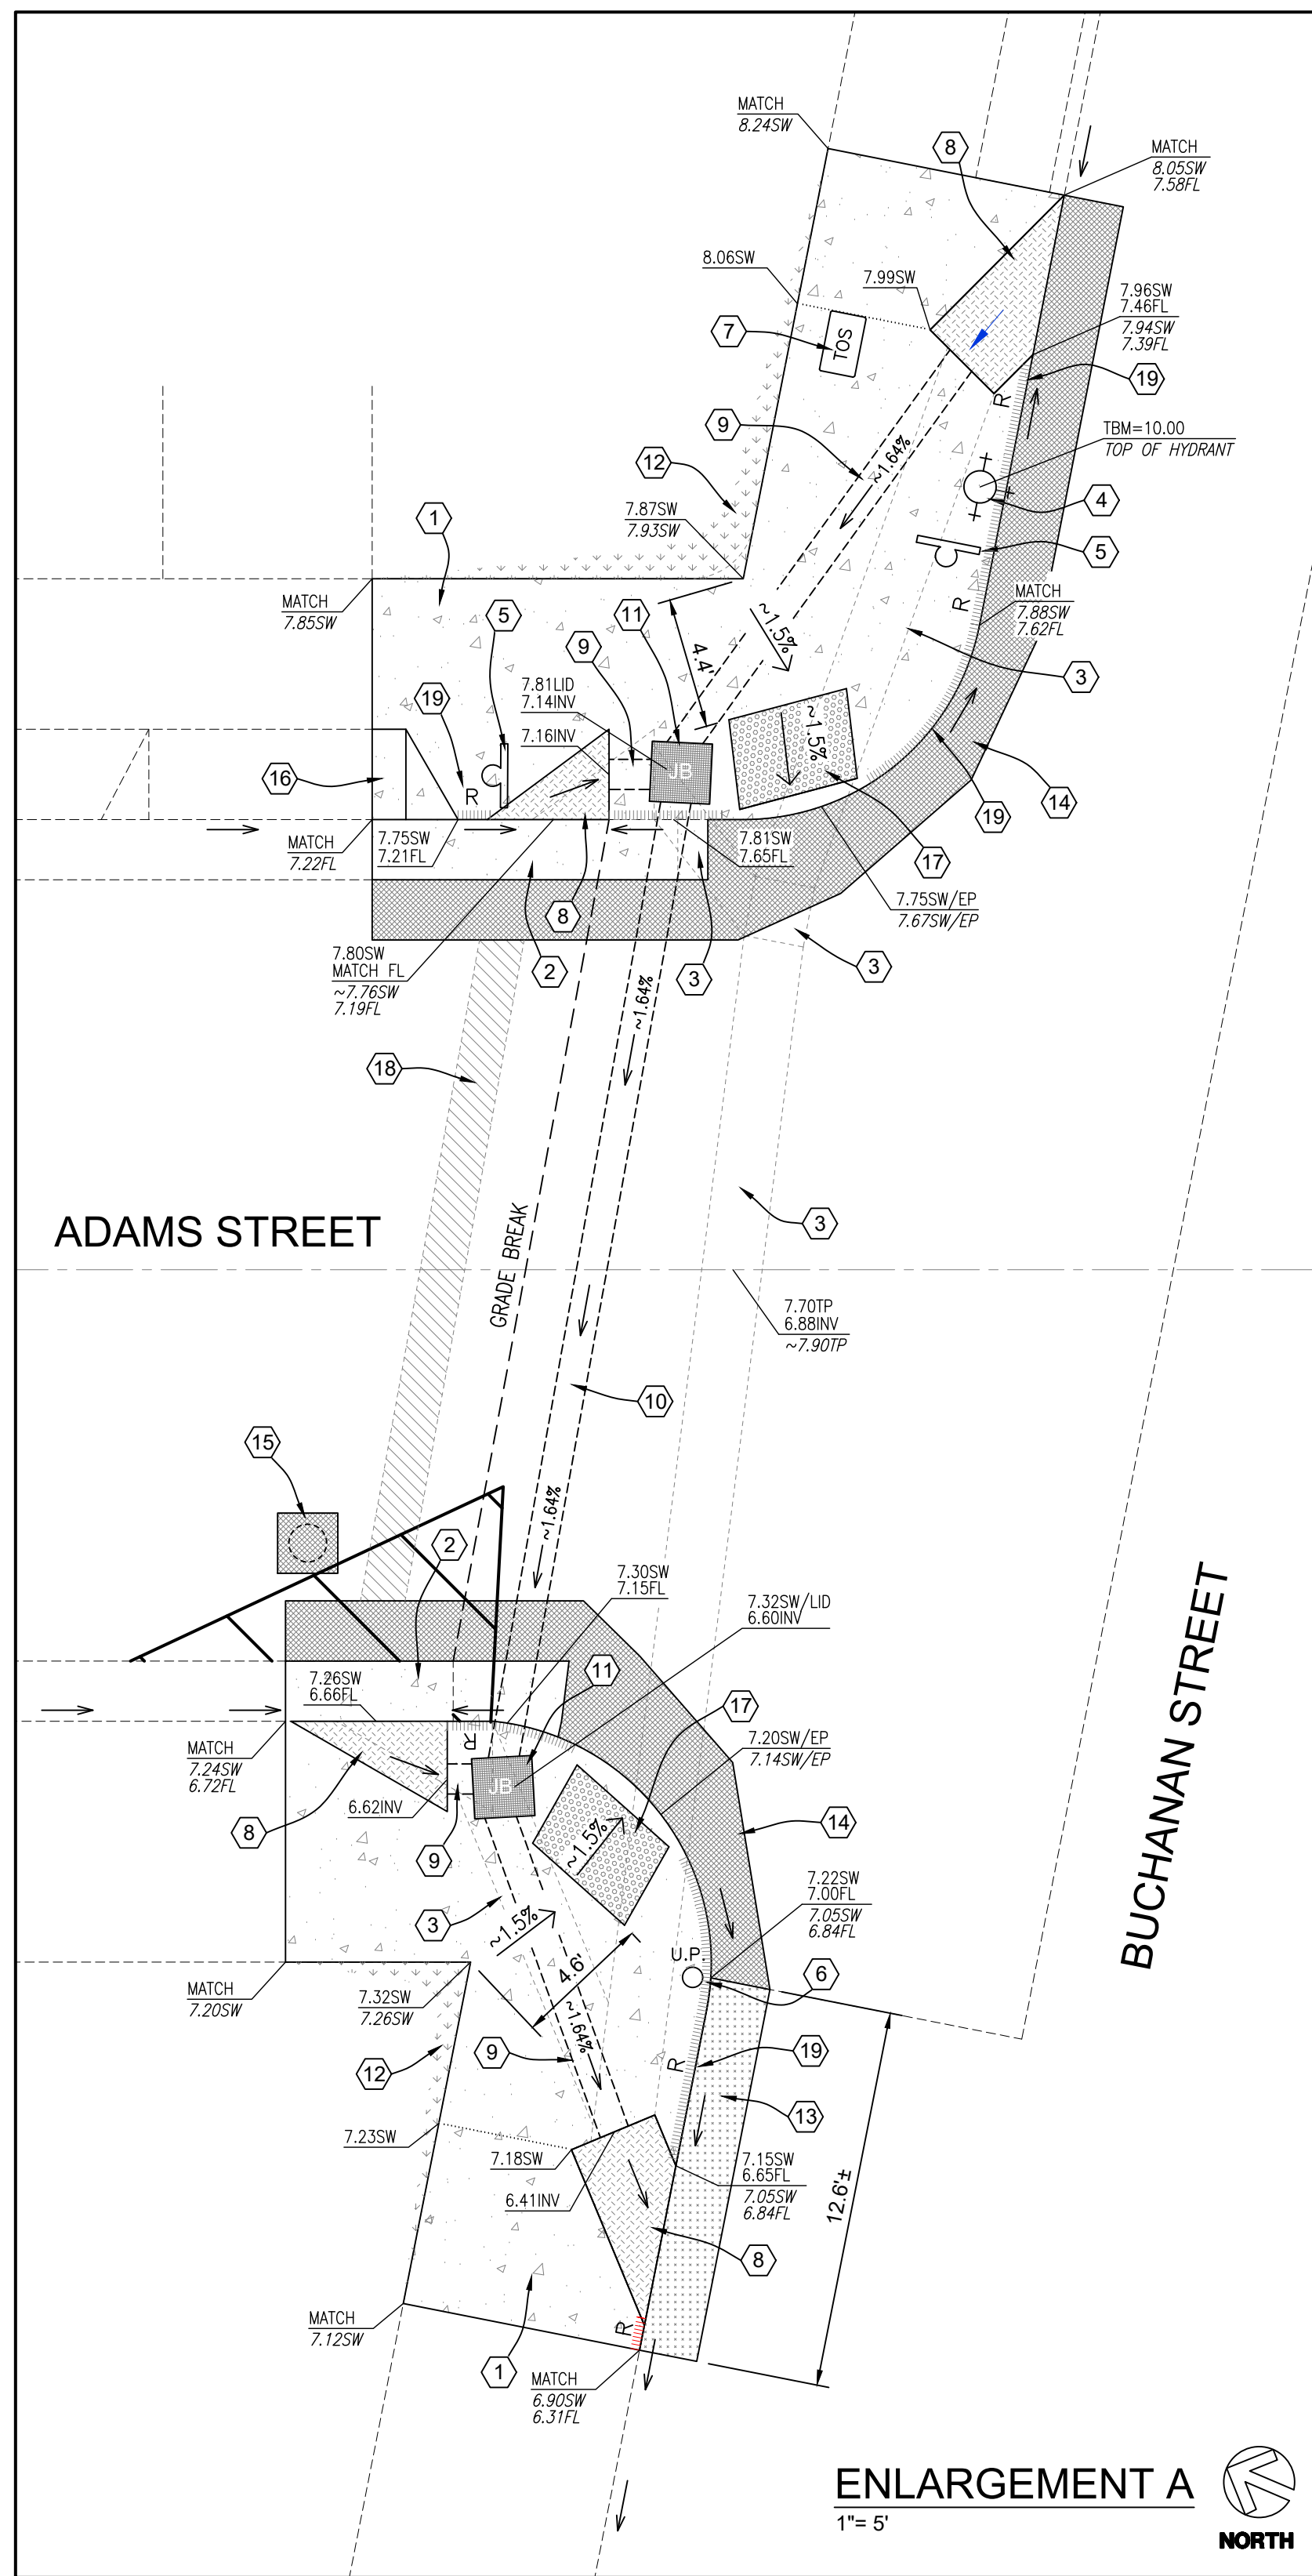 MATCH
8.24SW
8
MATCH
8.05SW
7.58FL
8.06SW
7.99SW
7.96SW
7.46FL
7.94SW
7.39FL
7
TOS
19
R
9
~1.64%
TBM=10.00
TOP OF HYDRANT
12
4
1
7.87SW
7.93SW
5
MATCH
7.85SW
5
11
MATCH
7.88SW
7.62FL
R
9
4.4'
~1.5%
3
19
7.81LID
7.14INV
7.16INV
~1.5%
16
R
JB
14
19
MATCH
7.22FL
7.75SW
7.21FL
7.81SW
7.65FL
17
8
7.75SW/EP
7.67SW/EP
7.80SW
MATCH FL
~7.76SW
7.19FL
2
3
3
~1.64%
18
ADAMS STREET
GRADE BREAK
3
7.70TP
6.88INV
~7.90TP
10
15
~1.64%
2
7.30SW
7.15FL
7.32SW/LID
6.60INV
BUCHANAN STREET
7.26SW
6.66FL
11
17
R
7.20SW/EP
7.14SW/EP
MATCH
7.24SW
6.72FL
JB
6.62INV
8
~1.5%
14
9
7.22SW
7.00FL
7.05SW
6.84FL
3
~1.5%
U.P.
4.6'
6
MATCH
7.20SW
7.32SW
7.26SW
~1.64%
12
9
R
19
13
7.23SW
7.18SW
7.15SW
6.65FL
7.05SW
6.84FL
6.41INV
12.6'±
8
MATCH
7.12SW
R
1
MATCH
6.90SW
6.31FL
ENLARGEMENT A
1"= 5'
NORTH